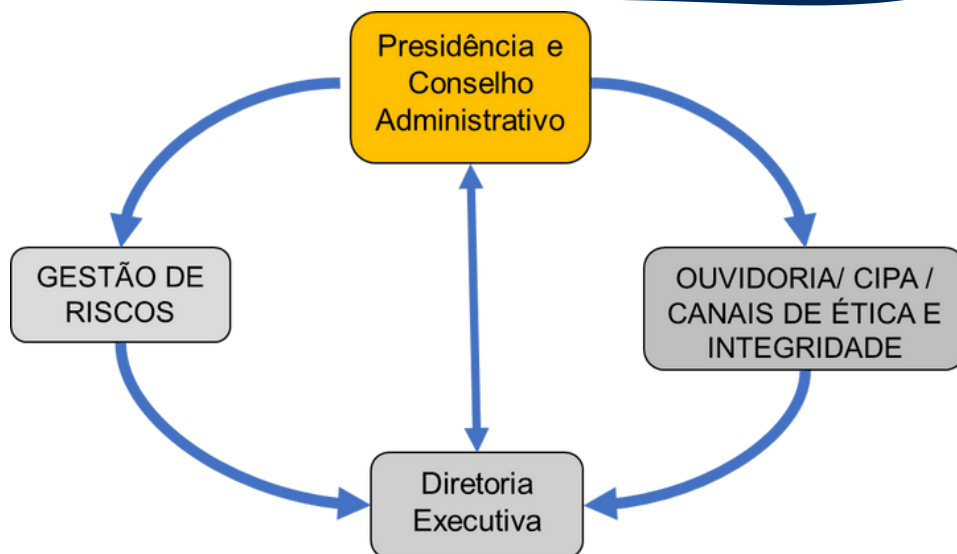 Presidência e
Conselho
Administrativo
GESTÃO DE
RISCOS
OUVIDORIA/ CIPA /
CANAIS DE ÉTICA E
INTEGRIDADE
Diretoria
Executiva